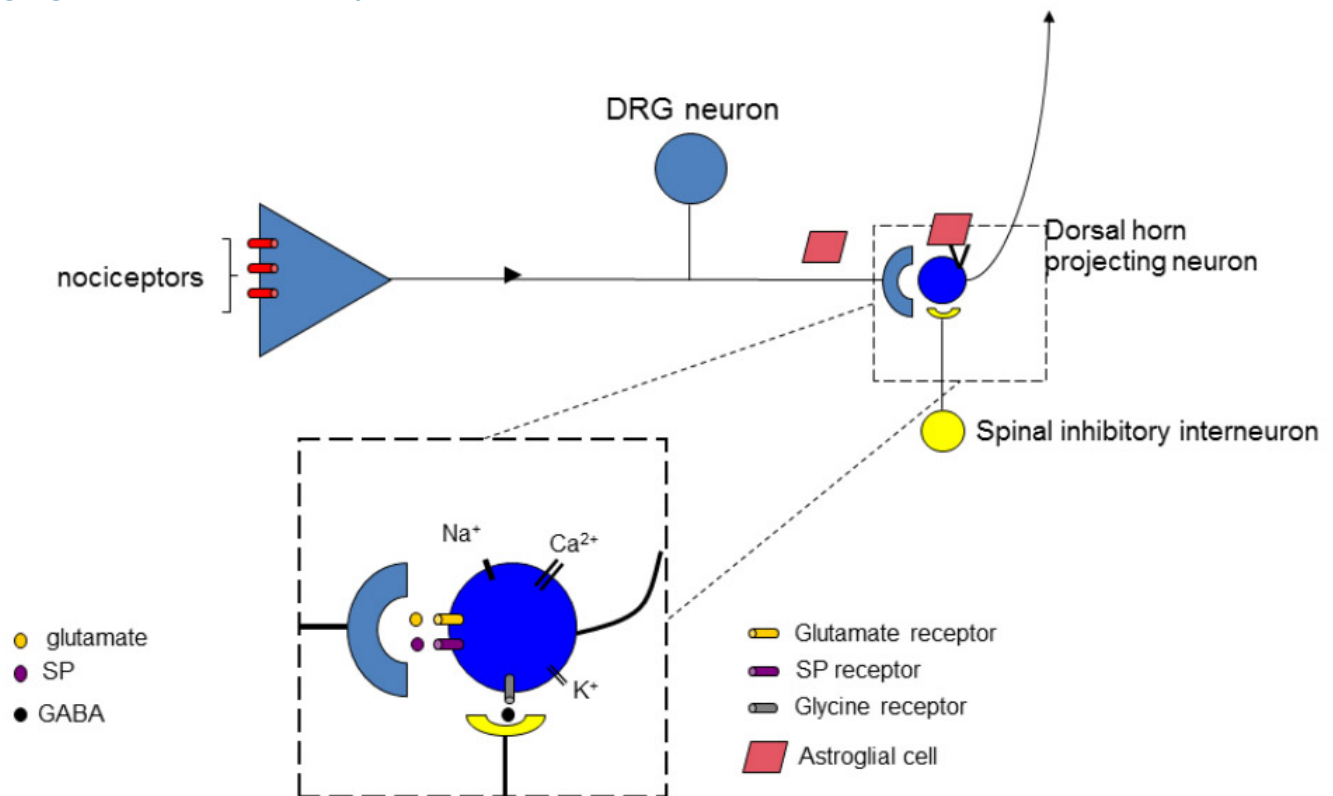 DRG neuron
nociceptors
Dorsal horn
projecting neuron
Spinal inhibitory interneuron
Na⁺
Ca²⁺
K⁺
glutamate
SP
GABA
Glutamate receptor
SP receptor
Glycine receptor
Astroglial cell